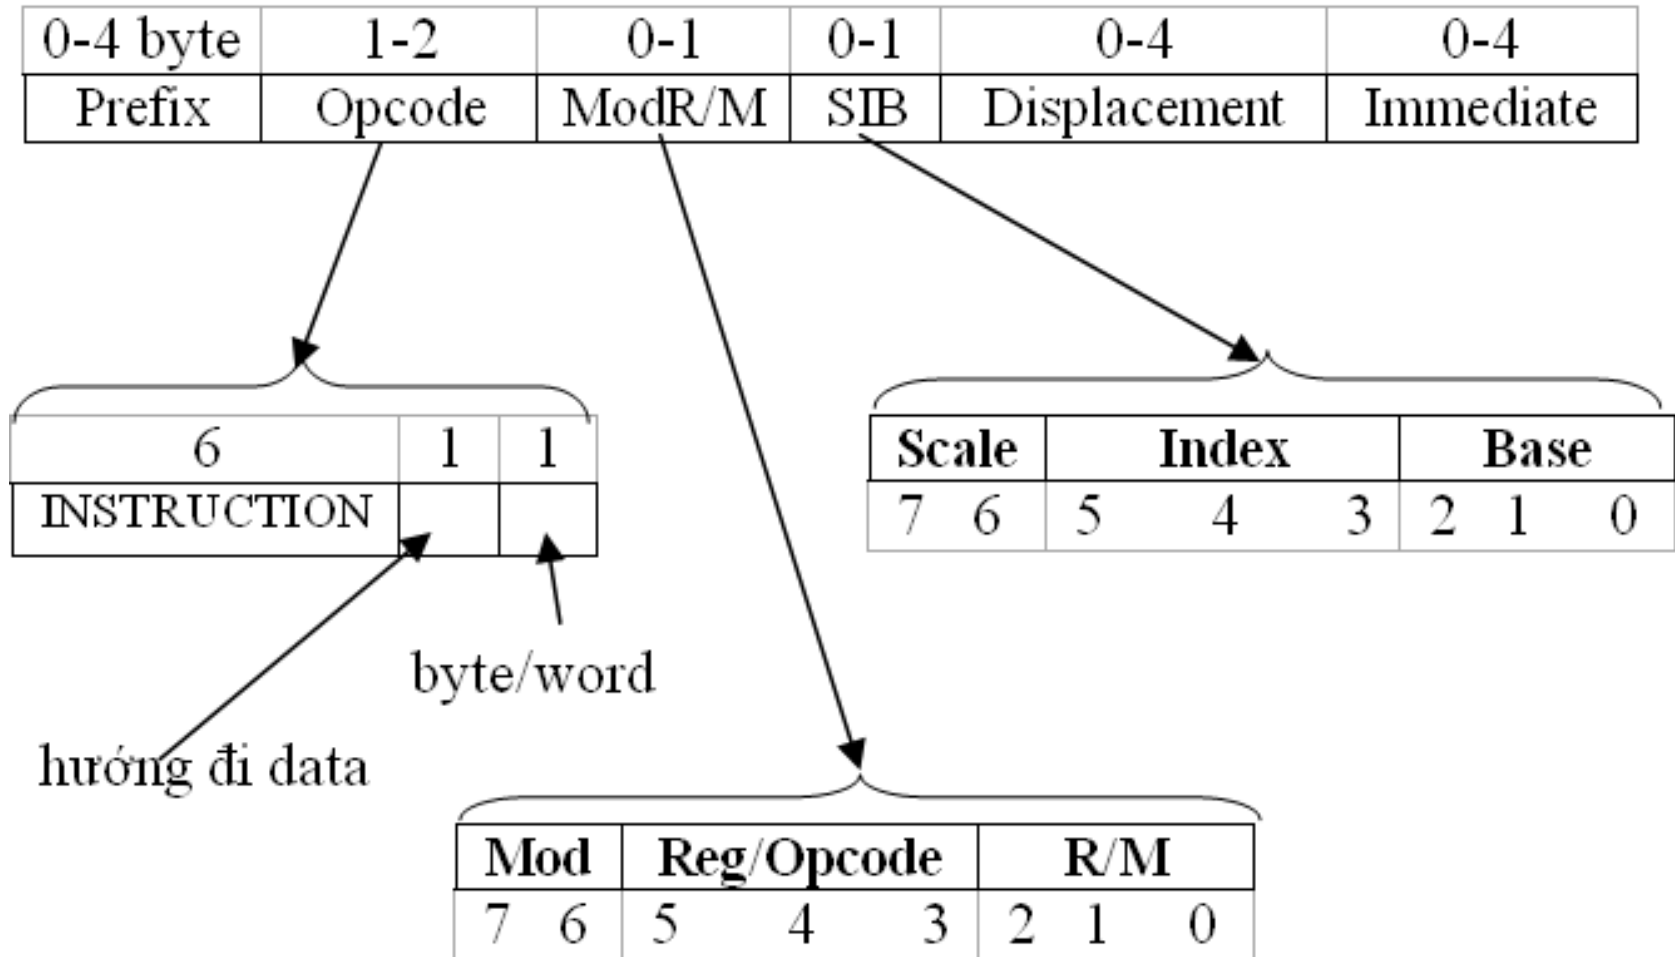 0-4 byte 1-2 0-1 0-1 0-4 0-4
Prefix Opcode ModR/M SIB Displacement Immediate
6 1 1
INSTRUCTION
Scale Index Base
7 6 5 4 3 2 1 0
byte/word
hướng đi data
Mod Reg/Opcode R/M
7 6 5 4 3 2 1 0